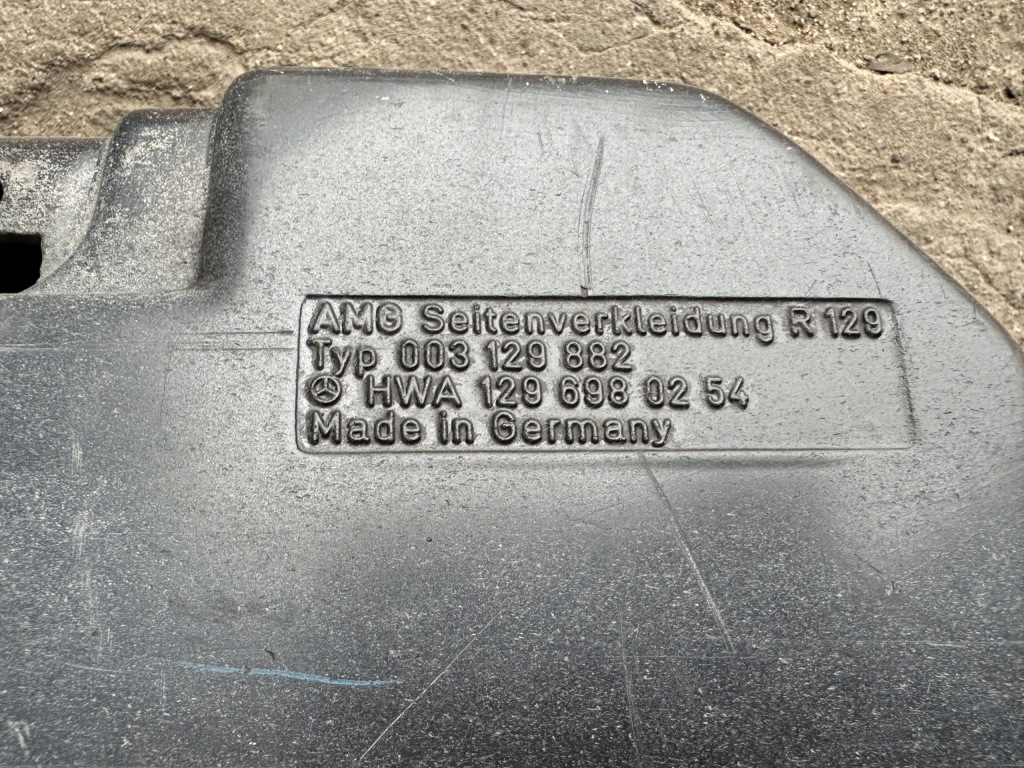 AMG Seitenverkleidung R 129
Typ 003 129 882
HWA 129 698 02 54
Made in Germany